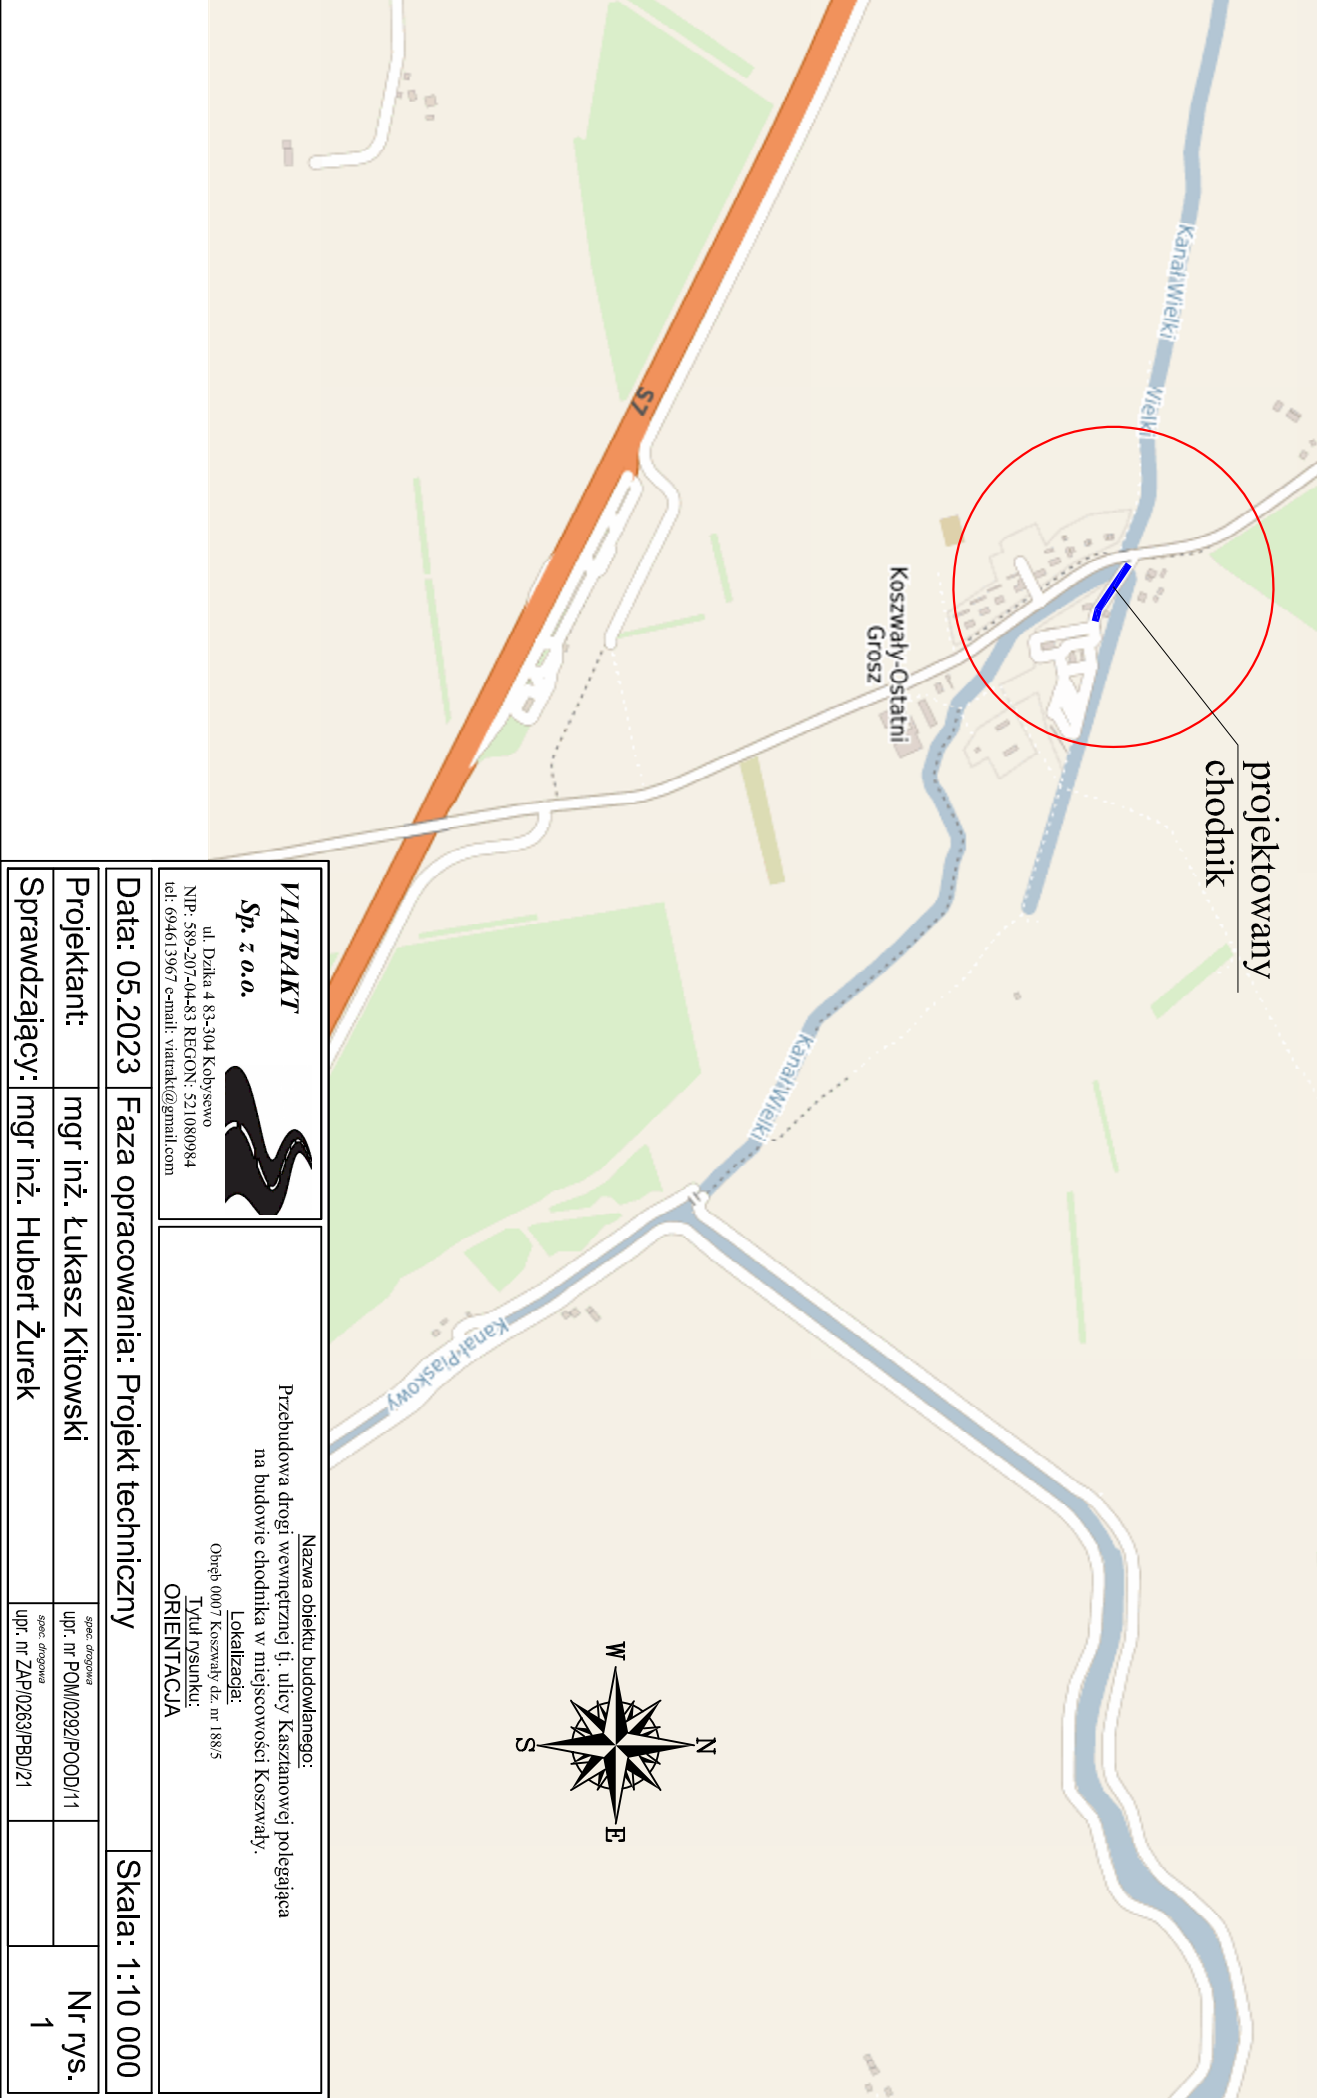 Kanał Wielki
Wielki
projektowany
chodnik
Koszwały-Ostatni
Grosz
S7
Kanał Wielki
Kanał Piaskowy
N
W
E
S
VIATRAKT
Sp. z o.o.
ul. Dzika 4 83-304 Kobysewo
NIP: 589-207-04-83 REGON: 521080984
tel: 694613967 e-mail: viatrakt@gmail.com
Nazwa obiektu budowlanego:
Przebudowa drogi wewnętrznej tj. ulicy Kasztanowej polegająca
na budowie chodnika w miejscowości Koszwały.
Lokalizacja:
Obręb 0007 Koszwały dz. nr 188/5
Tytuł rysunku:
ORIENTACJA
Data: 05.2023 Faza opracowania: Projekt techniczny Skala: 1:10 000
Projektant: mgr inż. Łukasz Kitowski
spec. drogowa
upr. nr POM/0292/POOD/11
Sprawdzający: mgr inż. Hubert Żurek
spec. drogowa
upr. nr ZAP/0263/PBD/21
Nr rys.
1